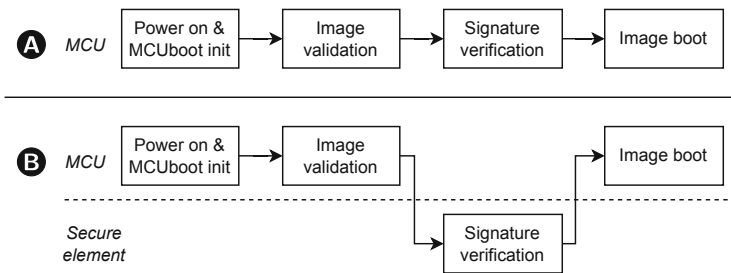 A
MCU
Power on &
MCUboot init
Image
validation
Signature
verification
Image boot
B
MCU
Power on &
MCUboot init
Image
validation
Image boot
Secure
element
Signature
verification